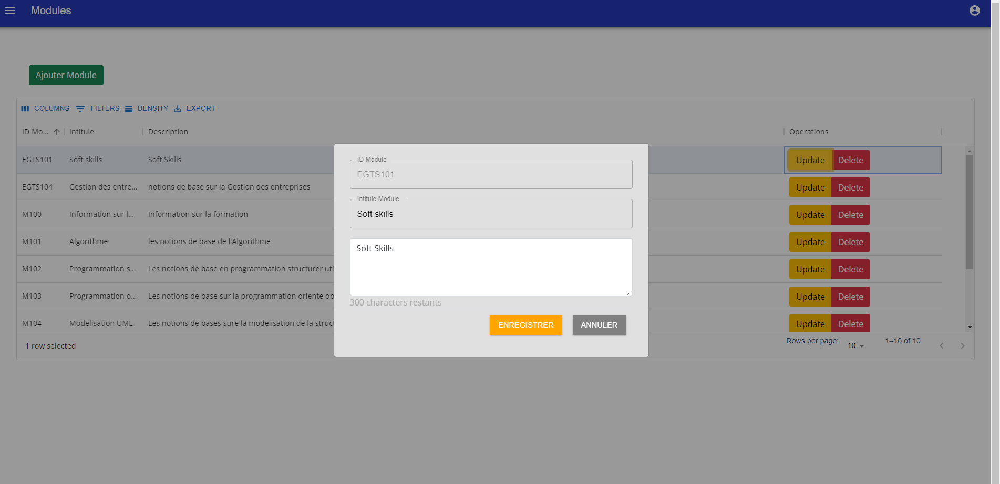 Modules
Ajouter Module
COLUMNS FILTERS DENSITY EXPORT
ID Mo... Intitule Description Operations
EGTS101 Soft skills Soft Skills Update Delete
EGTS104 Gestion des entre... notions de base sur la Gestion des entreprises Update Delete
M100 Information sur l... Information sur la formation Update Delete
M101 Algorithme les notions de base de l'Algorithme Update Delete
M102 Programmation s... Les notions de base en programmation structurer uti Update Delete
M103 Programmation o... Les notions de base sur la programmation oriente ob Update Delete
M104 Modelisation UML Les notions de bases sure la modelisation de la struct Update Delete
1 row selected Rows per page: 10 1–10 of 10
ID Module
EGTS101
Intitule Module
Soft skills
Soft Skills
300 characters restants
ENREGISTRER ANNULER